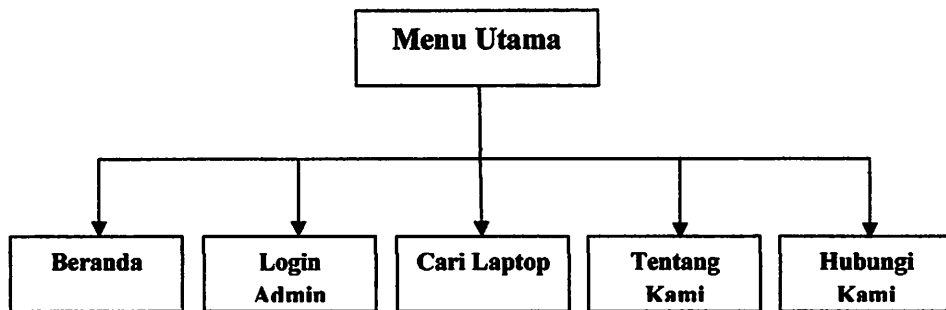 Menu Utama
Beranda
Login
Admin
Cari Laptop
Tentang
Kami
Hubungi
Kami